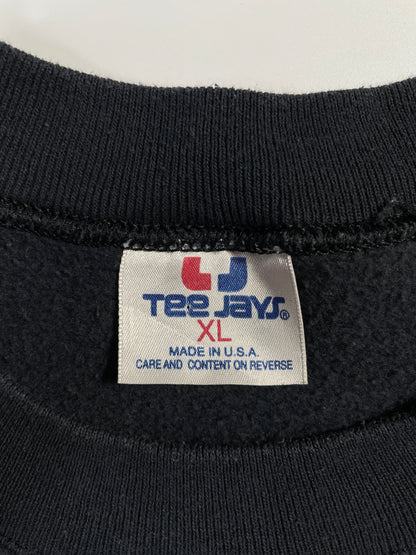 Tee Jays®
XL
MADE IN U.S.A.
CARE AND CONTENT ON REVERSE